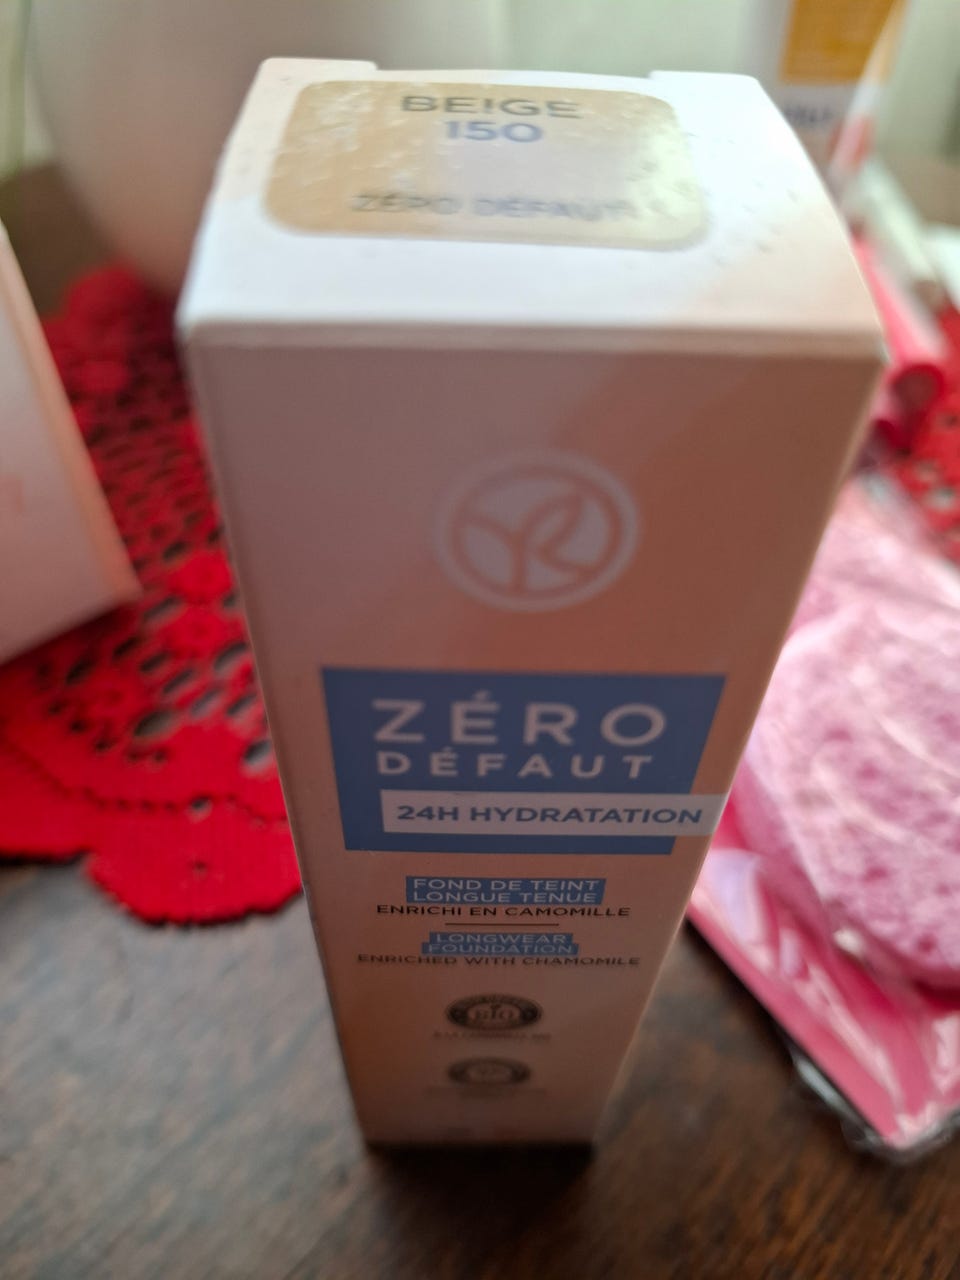 BEIGE
150
ZÉRO DÉFAUT
ZÉRO
DÉFAUT
24H HYDRATATION
FOND DE TEINT
LONGUE TENUE
ENRICHI EN CAMOMILLE
LONGWEAR
FOUNDATION
ENRICHED WITH CHAMOMILE
BIO